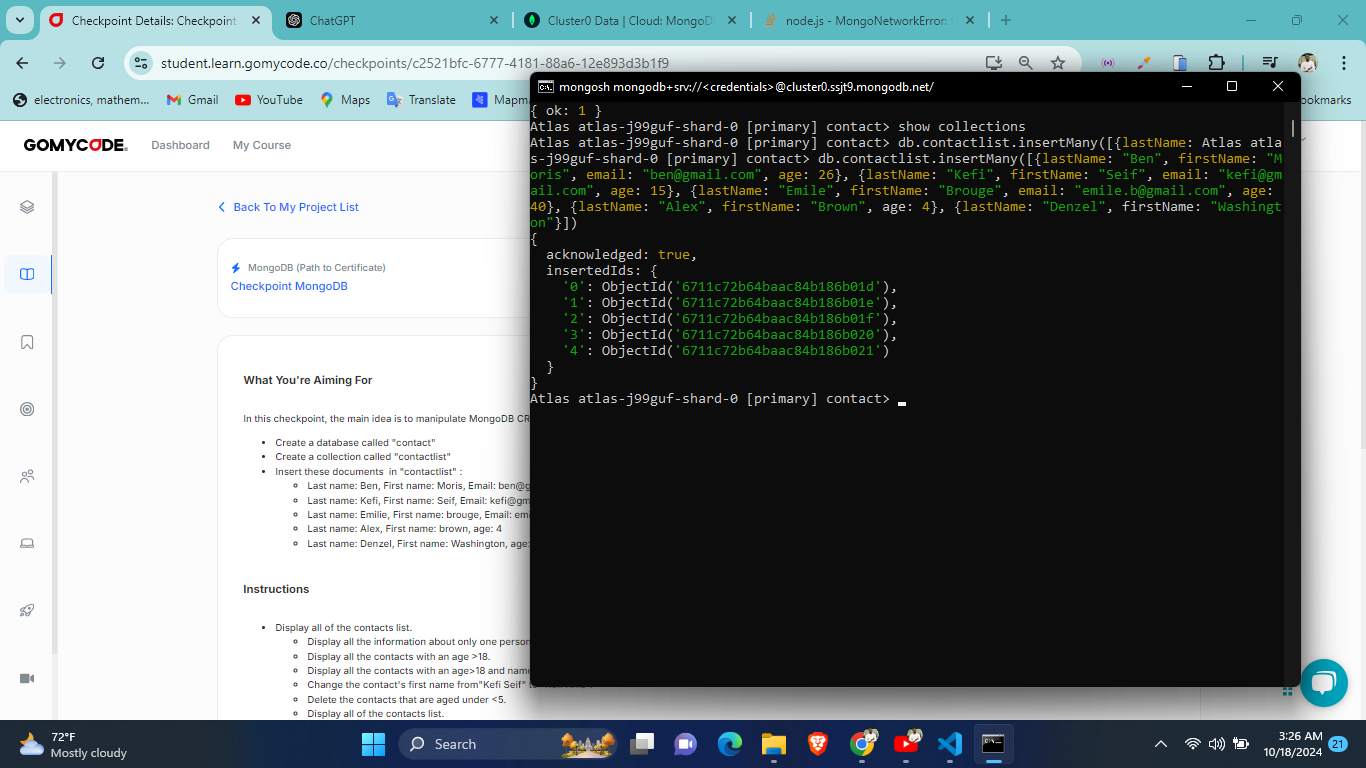 Checkpoint Details: Checkpoint
ChatGPT
Cluster0 Data | Cloud: MongoD
node.js - MongoNetworkError:
student.learn.gomycode.co/checkpoints/c2521bfc-6777-4181-88a6-12e893d3b1f9
electronics, mathem...
Gmail
YouTube
Maps
Translate
Mapm
ookmarks
GOMYCODE
Dashboard
My Course
Back To My Project List
MongoDB (Path to Certificate)
Checkpoint MongoDB
What You're Aiming For
In this checkpoint, the main idea is to manipulate MongoDB CR
Create a database called "contact"
Create a collection called "contactlist"
Insert these documents in "contactlist" :
Last name: Ben, First name: Moris, Email: ben@g
Last name: Kefi, First name: Seif, Email: kefi@gm
Last name: Emilie, First name: brouge, Email: emi
Last name: Alex, First name: brown, age: 4
Last name: Denzel, First name: Washington, age:
Instructions
Display all of the contacts list.
Display all the information about only one person
Display all the contacts with an age >18.
Display all the contacts with an age>18 and name
Change the contact's first name from"Kefi Seif" to
Delete the contacts that are aged under <5.
Display all of the contacts list.
mongosh mongodb+srv://<credentials>@cluster0.ssjt9.mongodb.net/
{ ok: 1 }
Atlas atlas-j99guf-shard-0 [primary] contact> show collections
Atlas atlas-j99guf-shard-0 [primary] contact> db.contactlist.insertMany([{lastName: Atlas atla
s-j99guf-shard-0 [primary] contact> db.contactlist.insertMany([{lastName: "Ben", firstName: "M
oris", email: "ben@gmail.com", age: 26}, {lastName: "Kefi", firstName: "Seif", email: "kefi@gm
ail.com", age: 15}, {lastName: "Emile", firstName: "Brouge", email: "emile.b@gmail.com", age:
40}, {lastName: "Alex", firstName: "Brown", age: 4}, {lastName: "Denzel", firstName: "Washingt
on"}])
{
acknowledged: true,
insertedIds: {
'0': ObjectId('6711c72b64baac84b186b01d'),
'1': ObjectId('6711c72b64baac84b186b01e'),
'2': ObjectId('6711c72b64baac84b186b01f'),
'3': ObjectId('6711c72b64baac84b186b020'),
'4': ObjectId('6711c72b64baac84b186b021')
}
}
Atlas atlas-j99guf-shard-0 [primary] contact>
72°F
Mostly cloudy
Search
3:26 AM
10/18/2024
21